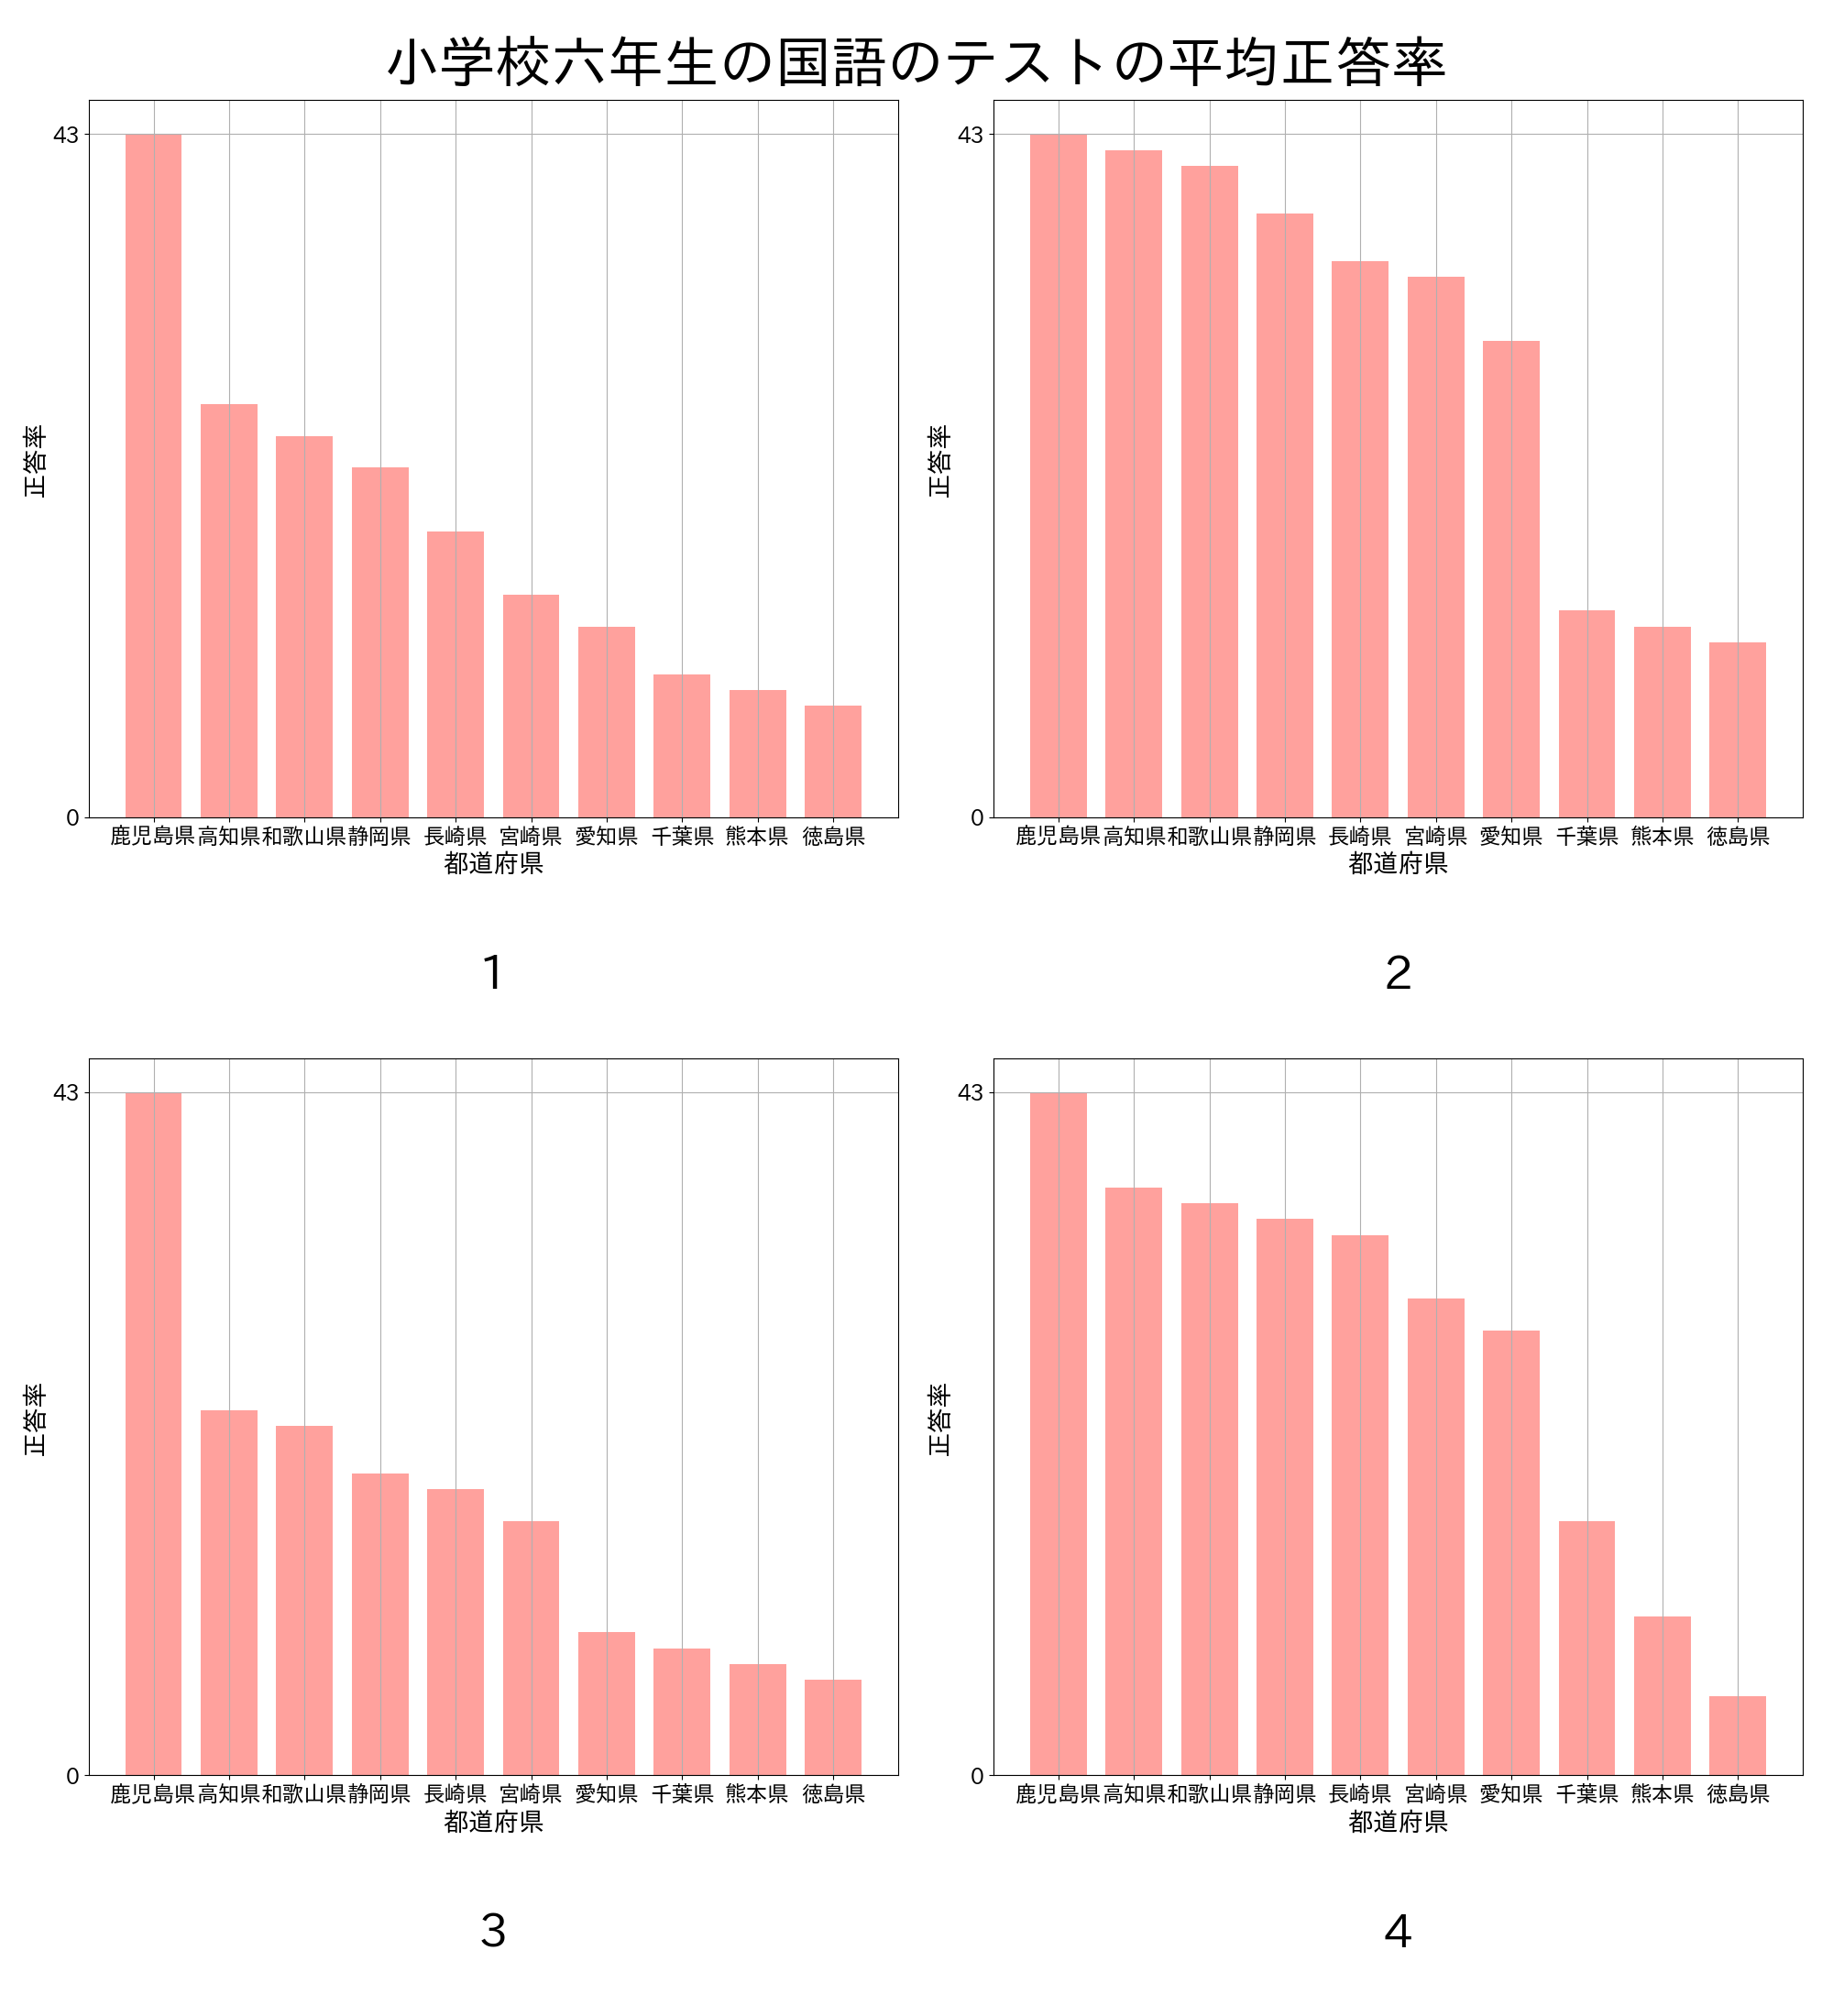 小学校六年生の国語のテストの平均正答率
43
正答率
0
鹿児島県 高知県 和歌山県 静岡県 長崎県 宮崎県 愛知県 千葉県 熊本県 徳島県
都道府県
1
43
正答率
0
鹿児島県 高知県 和歌山県 静岡県 長崎県 宮崎県 愛知県 千葉県 熊本県 徳島県
都道府県
2
43
正答率
0
鹿児島県 高知県 和歌山県 静岡県 長崎県 宮崎県 愛知県 千葉県 熊本県 徳島県
都道府県
3
43
正答率
0
鹿児島県 高知県 和歌山県 静岡県 長崎県 宮崎県 愛知県 千葉県 熊本県 徳島県
都道府県
4